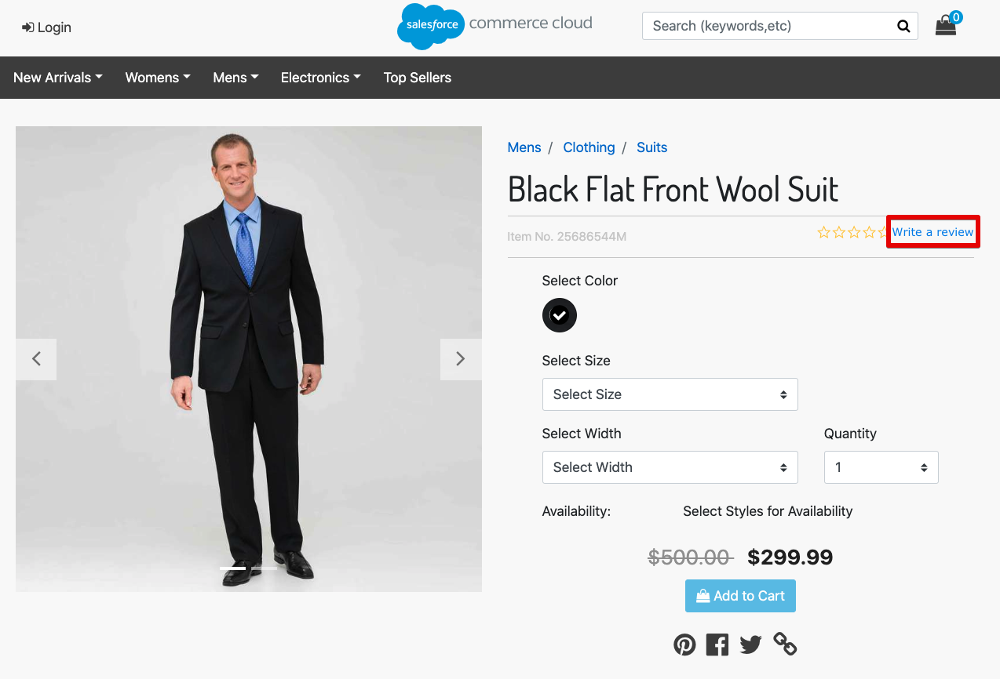 Login
salesforce commerce cloud
Search (keywords,etc)
0
New Arrivals Womens Mens Electronics Top Sellers
Mens / Clothing / Suits
Black Flat Front Wool Suit
Item No. 25686544M
Write a review
Select Color
Select Size
Select Size
Select Width Quantity
Select Width 1
Availability: Select Styles for Availability
$500.00 $299.99
Add to Cart